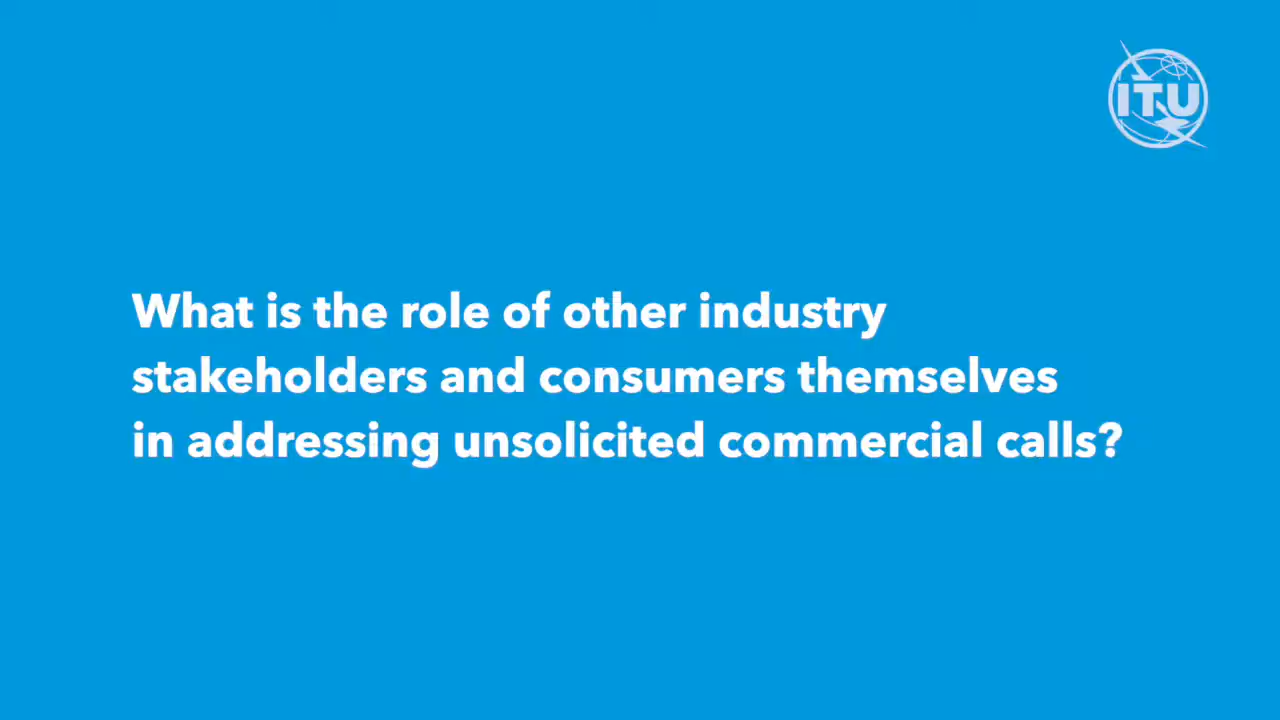 ITU
What is the role of other industry
stakeholders and consumers themselves
in addressing unsolicited commercial calls?